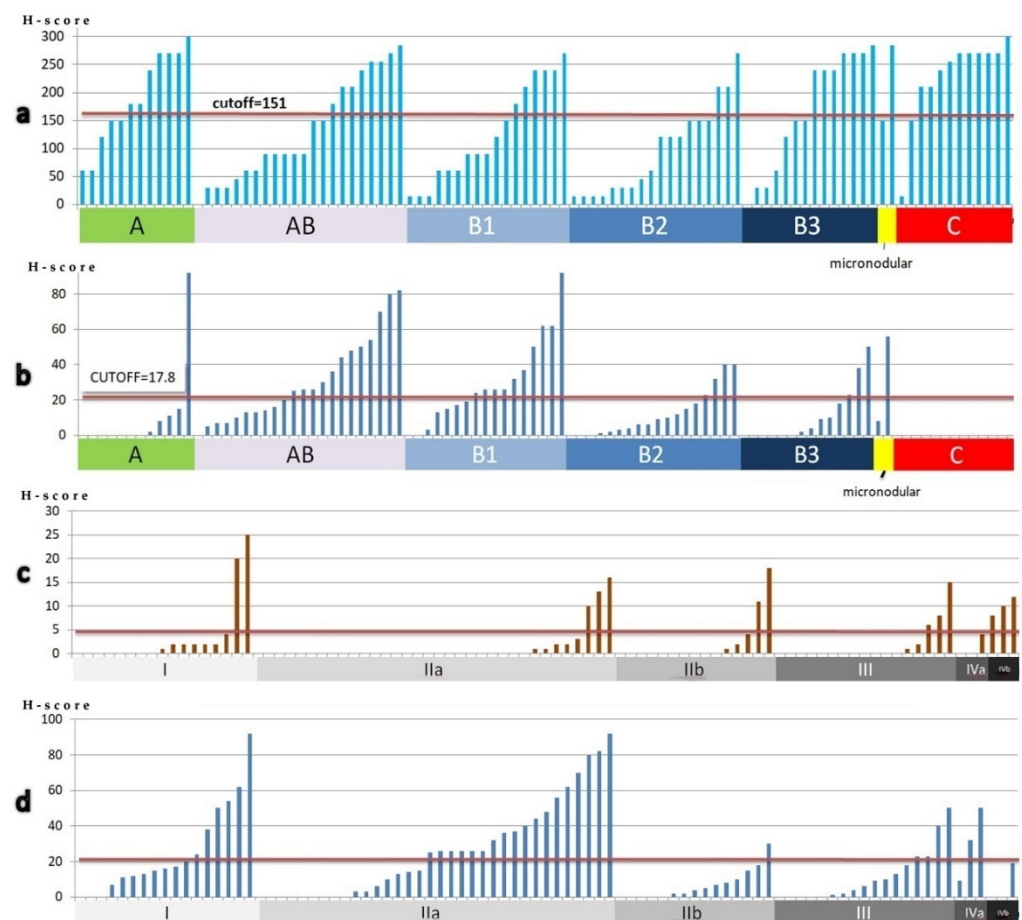 H-score
300
250
200
150
100
50
0
cutoff=151
a
A AB B1 B2 B3 C
micronodular
H-score
80
60
40
20
0
CUTOFF=17.8
b
A AB B1 B2 B3 C
micronodular
H-score
30
25
20
15
10
5
0
c
I IIa IIb III IVa IVb
H-score
100
80
60
40
20
0
d
I IIa IIb III IVa IVb